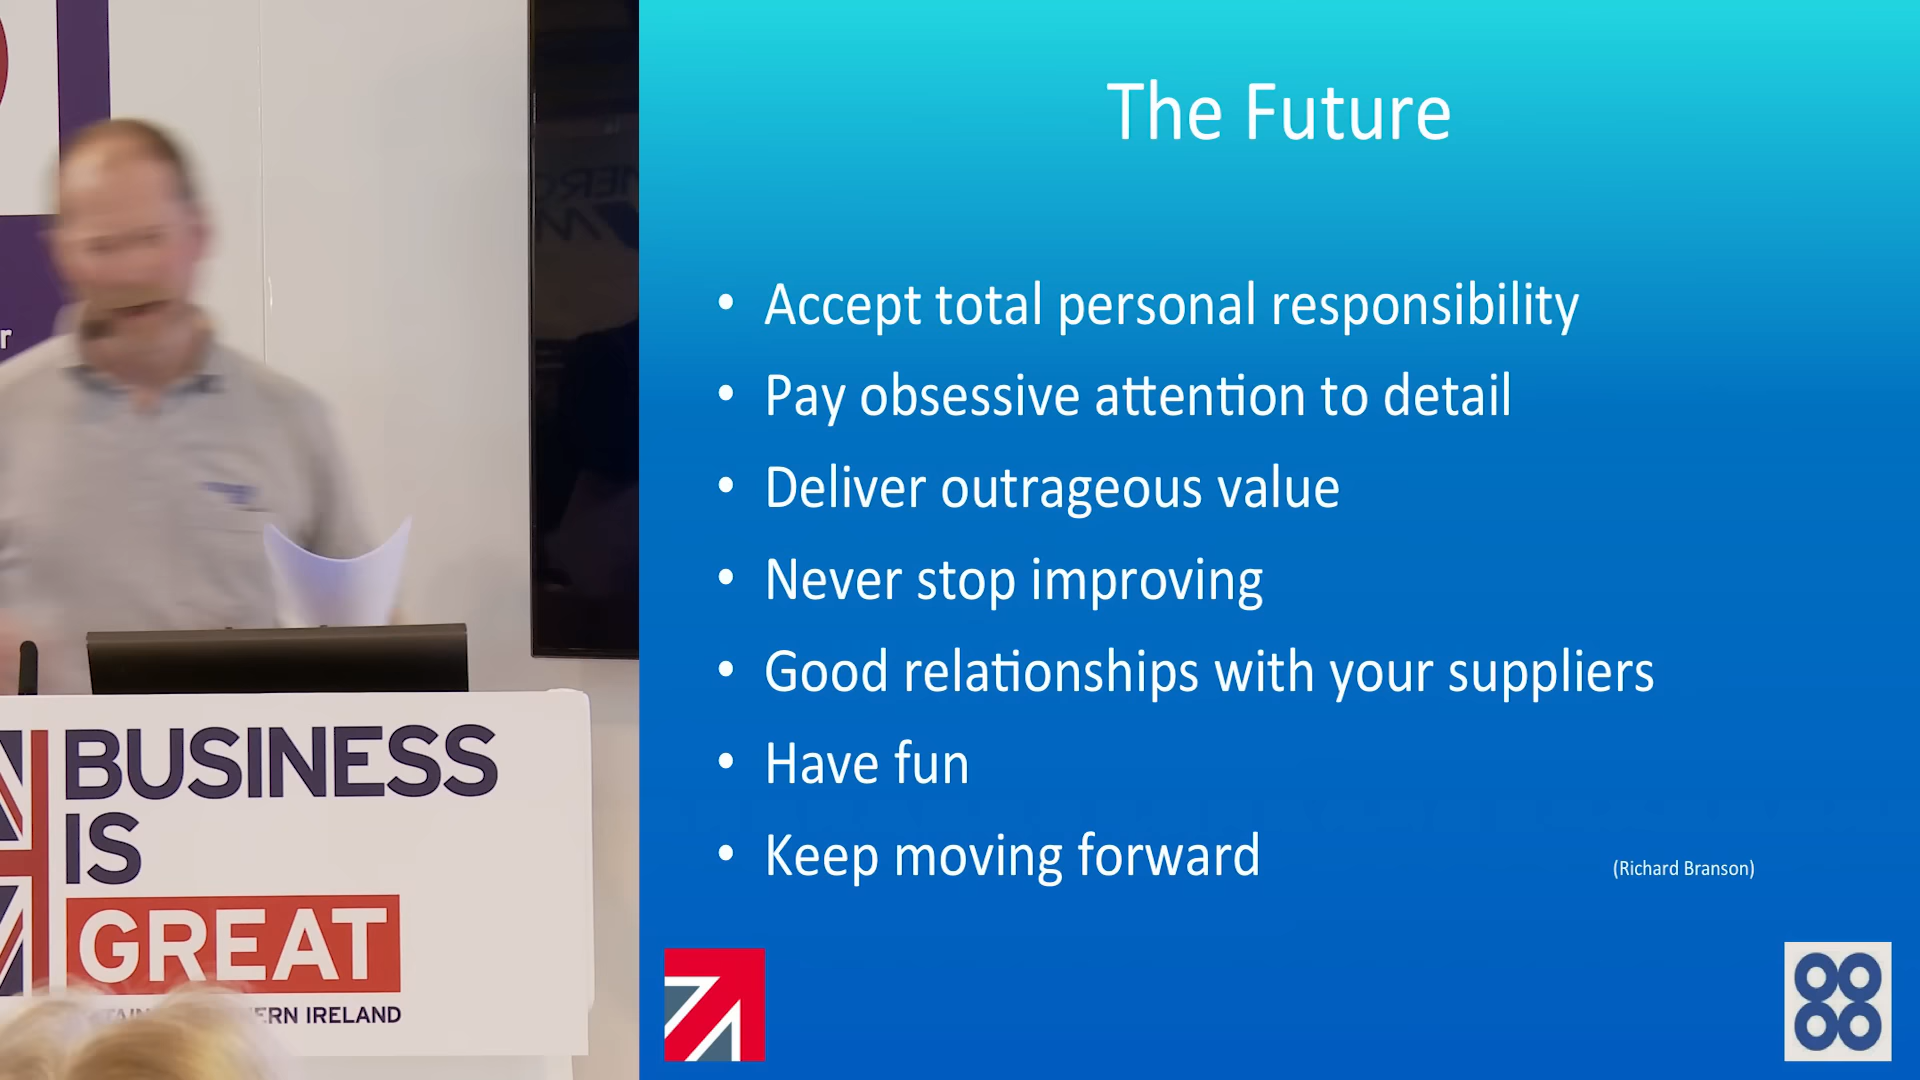 The Future
• Accept total personal responsibility
• Pay obsessive attention to detail
• Deliver outrageous value
• Never stop improving
• Good relationships with your suppliers
• Have fun
• Keep moving forward
(Richard Branson)
BUSINESS
IS
GREAT
IRELAND